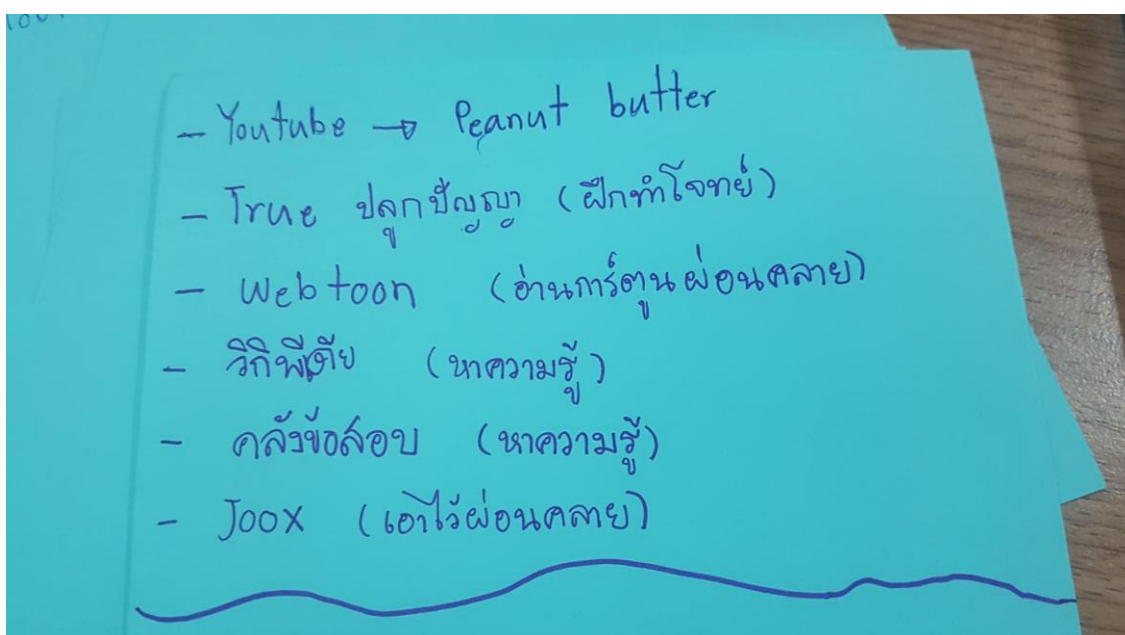 - Youtube → Peanut butter
- True ปลูกปัญญา (ฝึกทำโจทย์)
- Webtoon (อ่านการ์ตูนผ่อนคลาย)
- วิกิพีเดีย (หาความรู้)
- คลังข้อสอบ (หาความรู้)
- Joox (เอาไว้ผ่อนคลาย)